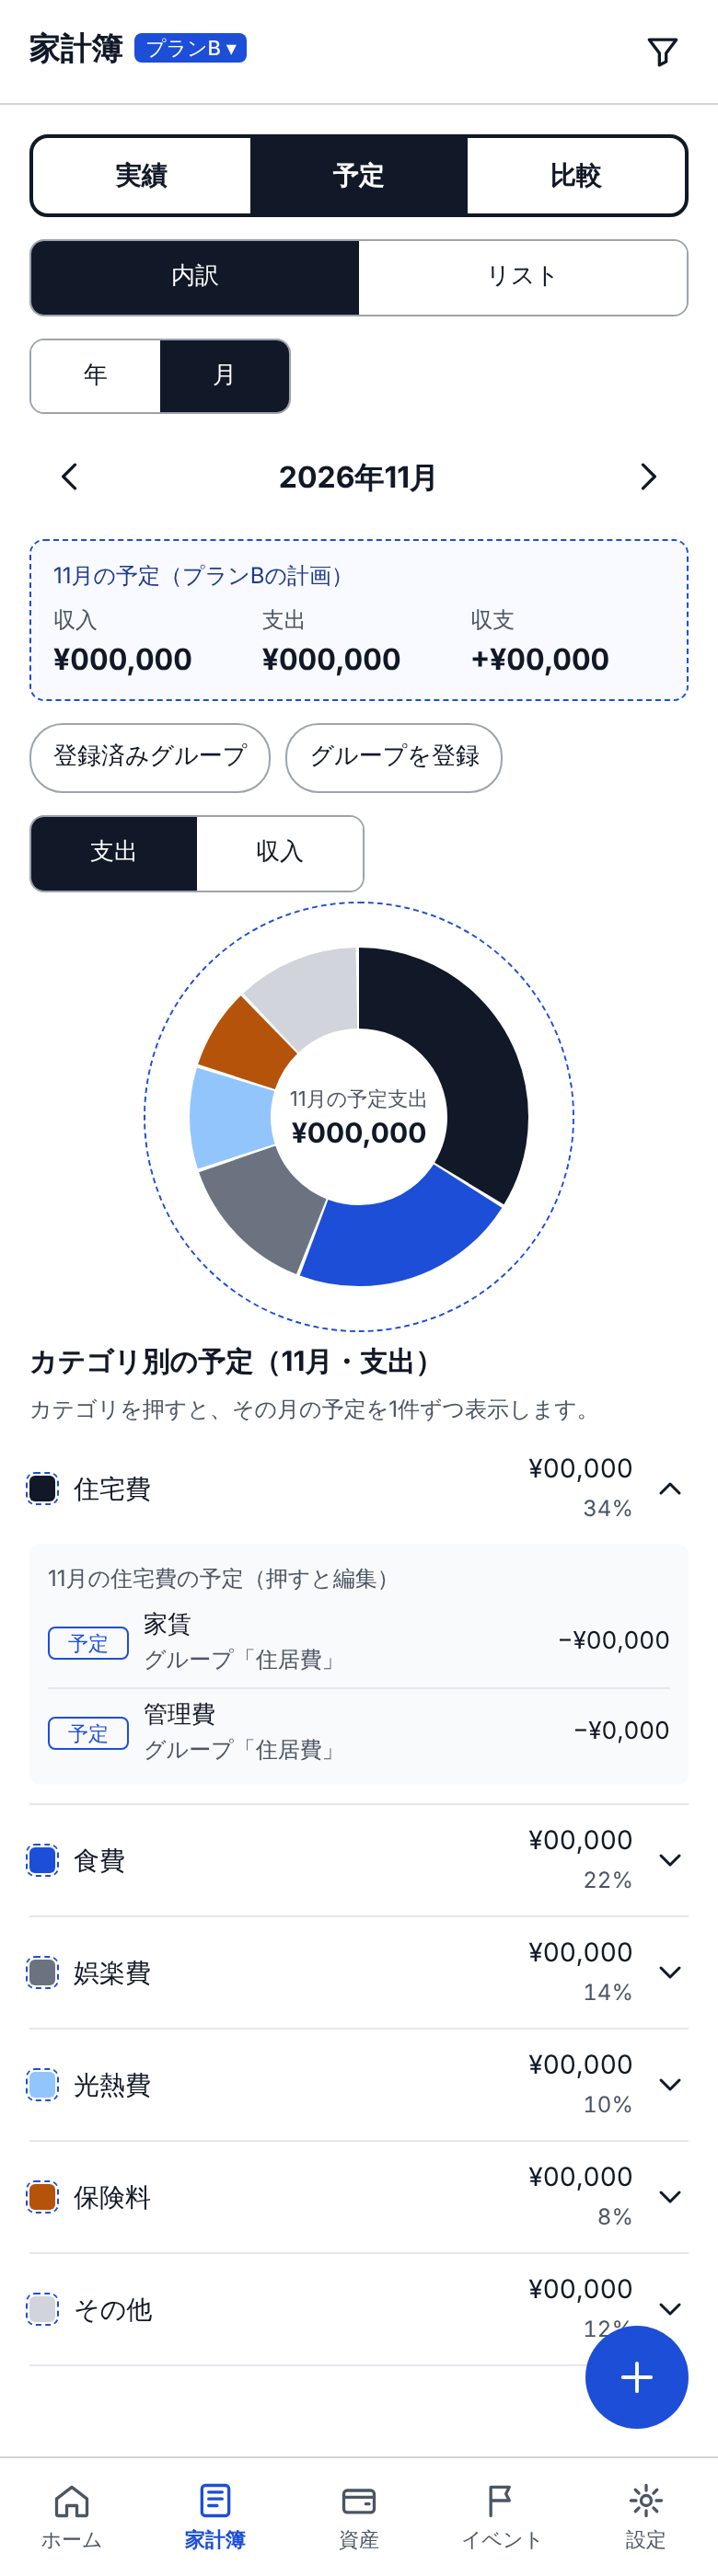 家計簿 プランB ▾
実績 予定 比較
内訳 リスト
年 月
2026年11月
11月の予定（プランBの計画）
収入 支出 収支
¥000,000 ¥000,000 +¥00,000
登録済みグループ グループを登録
支出 収入
11月の予定支出
¥000,000
カテゴリ別の予定（11月・支出）
カテゴリを押すと、その月の予定を1件ずつ表示します。
住宅費 ¥00,000
34%
11月の住宅費の予定（押すと編集）
予定 家賃 −¥00,000
グループ「住居費」
予定 管理費 −¥0,000
グループ「住居費」
食費 ¥00,000
22%
娯楽費 ¥00,000
14%
光熱費 ¥00,000
10%
保険料 ¥00,000
8%
その他 ¥00,000
12%
ホーム 家計簿 資産 イベント 設定